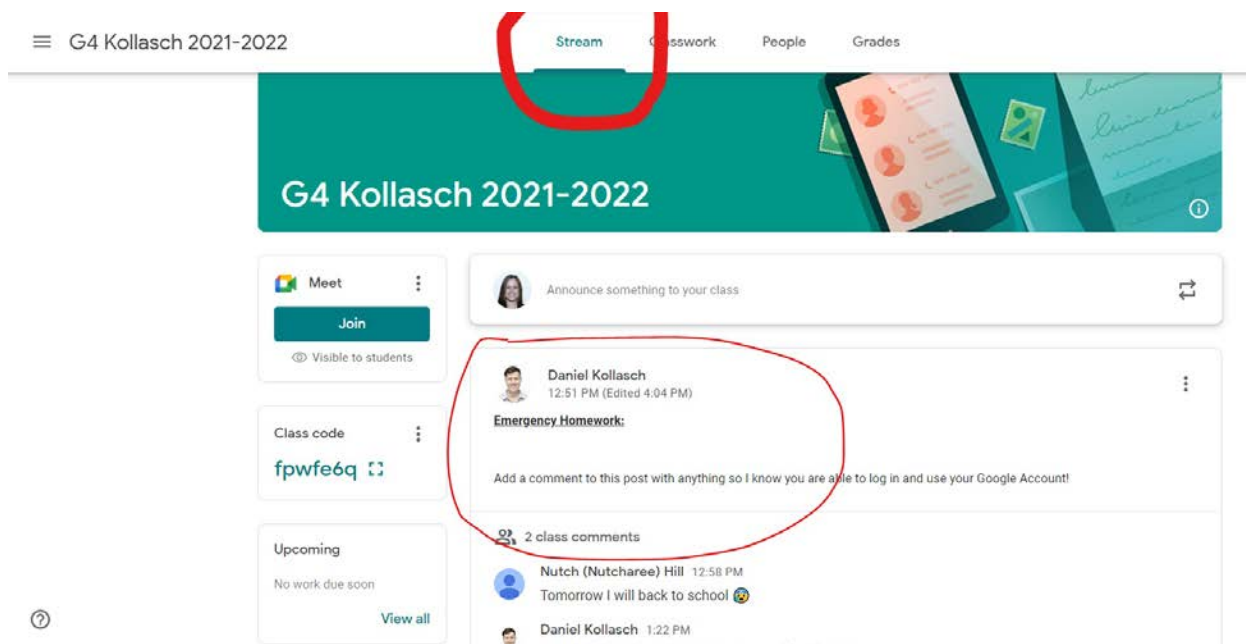 G4 Kollasch 2021-2022
Stream
People
Grades
G4 Kollasch 2021-2022
Meet
Join
Visible to students
Class code
fpwfe6q
Upcoming
No work due soon
View all
Announce something to your class
Daniel Kollasch
12:51 PM (Edited 4:04 PM)
Emergency Homework:
Add a comment to this post with anything so I know you are able to log in and use your Google Account!
2 class comments
Nutch (Nutcharee) Hill 12:58 PM
Tomorrow I will back to school 😰
Daniel Kollasch 1:22 PM